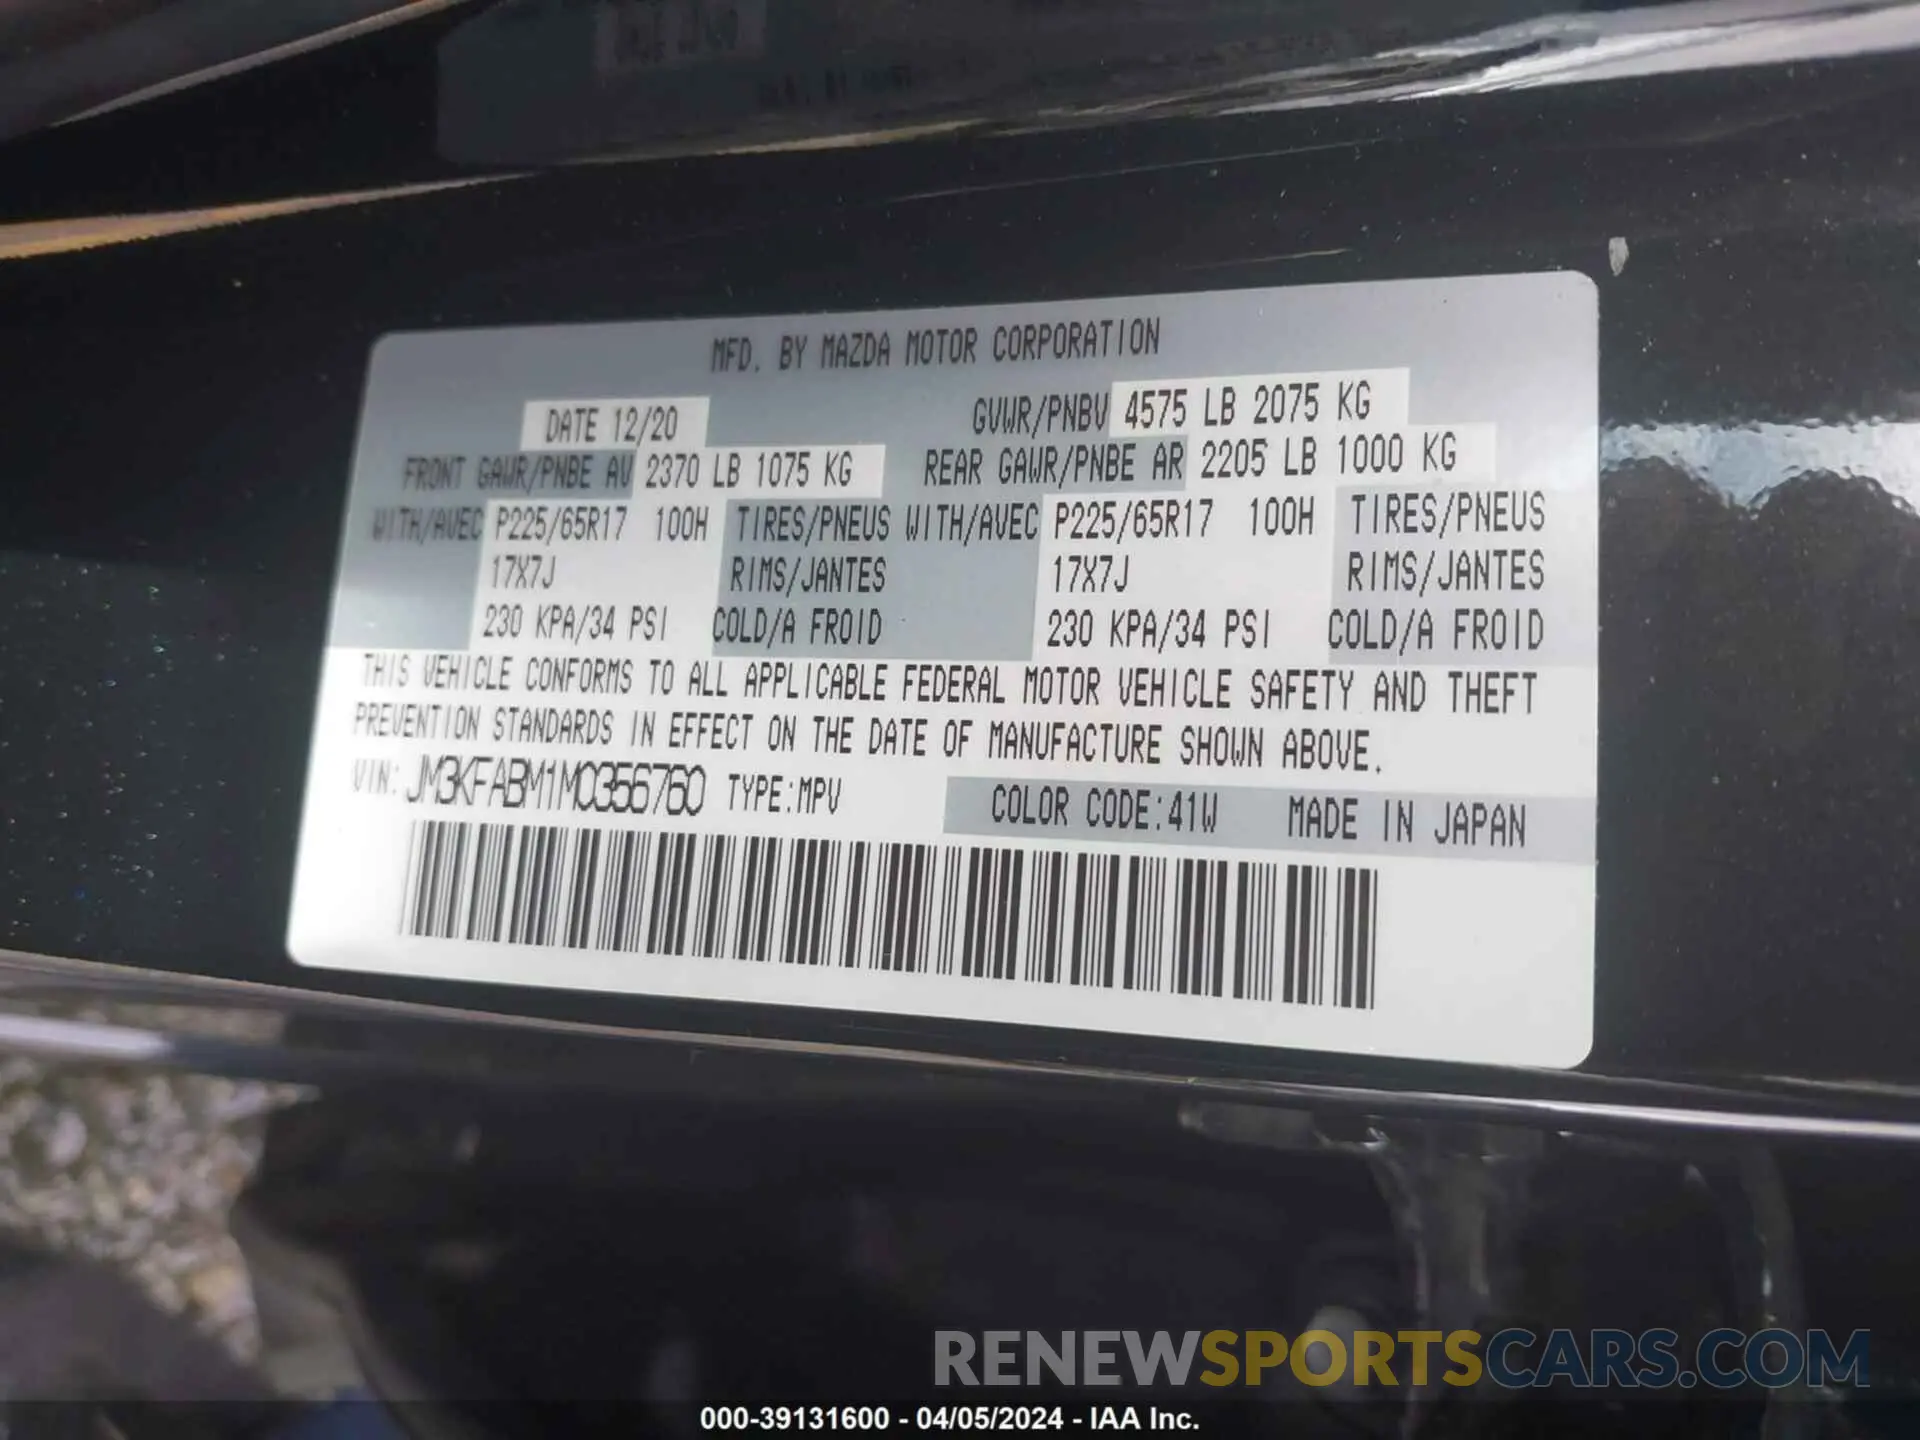 MFD. BY MAZDA MOTOR CORPORATION
DATE 12/20 GVWR/PNBV 4575 LB 2075 KG
FRONT GAWR/PNBE AV 2370 LB 1075 KG REAR GAWR/PNBE AR 2205 LB 1000 KG
WITH/AVEC P225/65R17 100H TIRES/PNEUS WITH/AVEC P225/65R17 100H TIRES/PNEUS
17X7J RIMS/JANTES 17X7J RIMS/JANTES
230 KPA/34 PSI COLD/A FROID 230 KPA/34 PSI COLD/A FROID
THIS VEHICLE CONFORMS TO ALL APPLICABLE FEDERAL MOTOR VEHICLE SAFETY AND THEFT
PREVENTION STANDARDS IN EFFECT ON THE DATE OF MANUFACTURE SHOWN ABOVE.
VIN: JM3KFABM1M0356760 TYPE:MPV COLOR CODE:41W MADE IN JAPAN
RENEWSPORTSCARS.COM
000-39131600 - 04/05/2024 - IAA Inc.